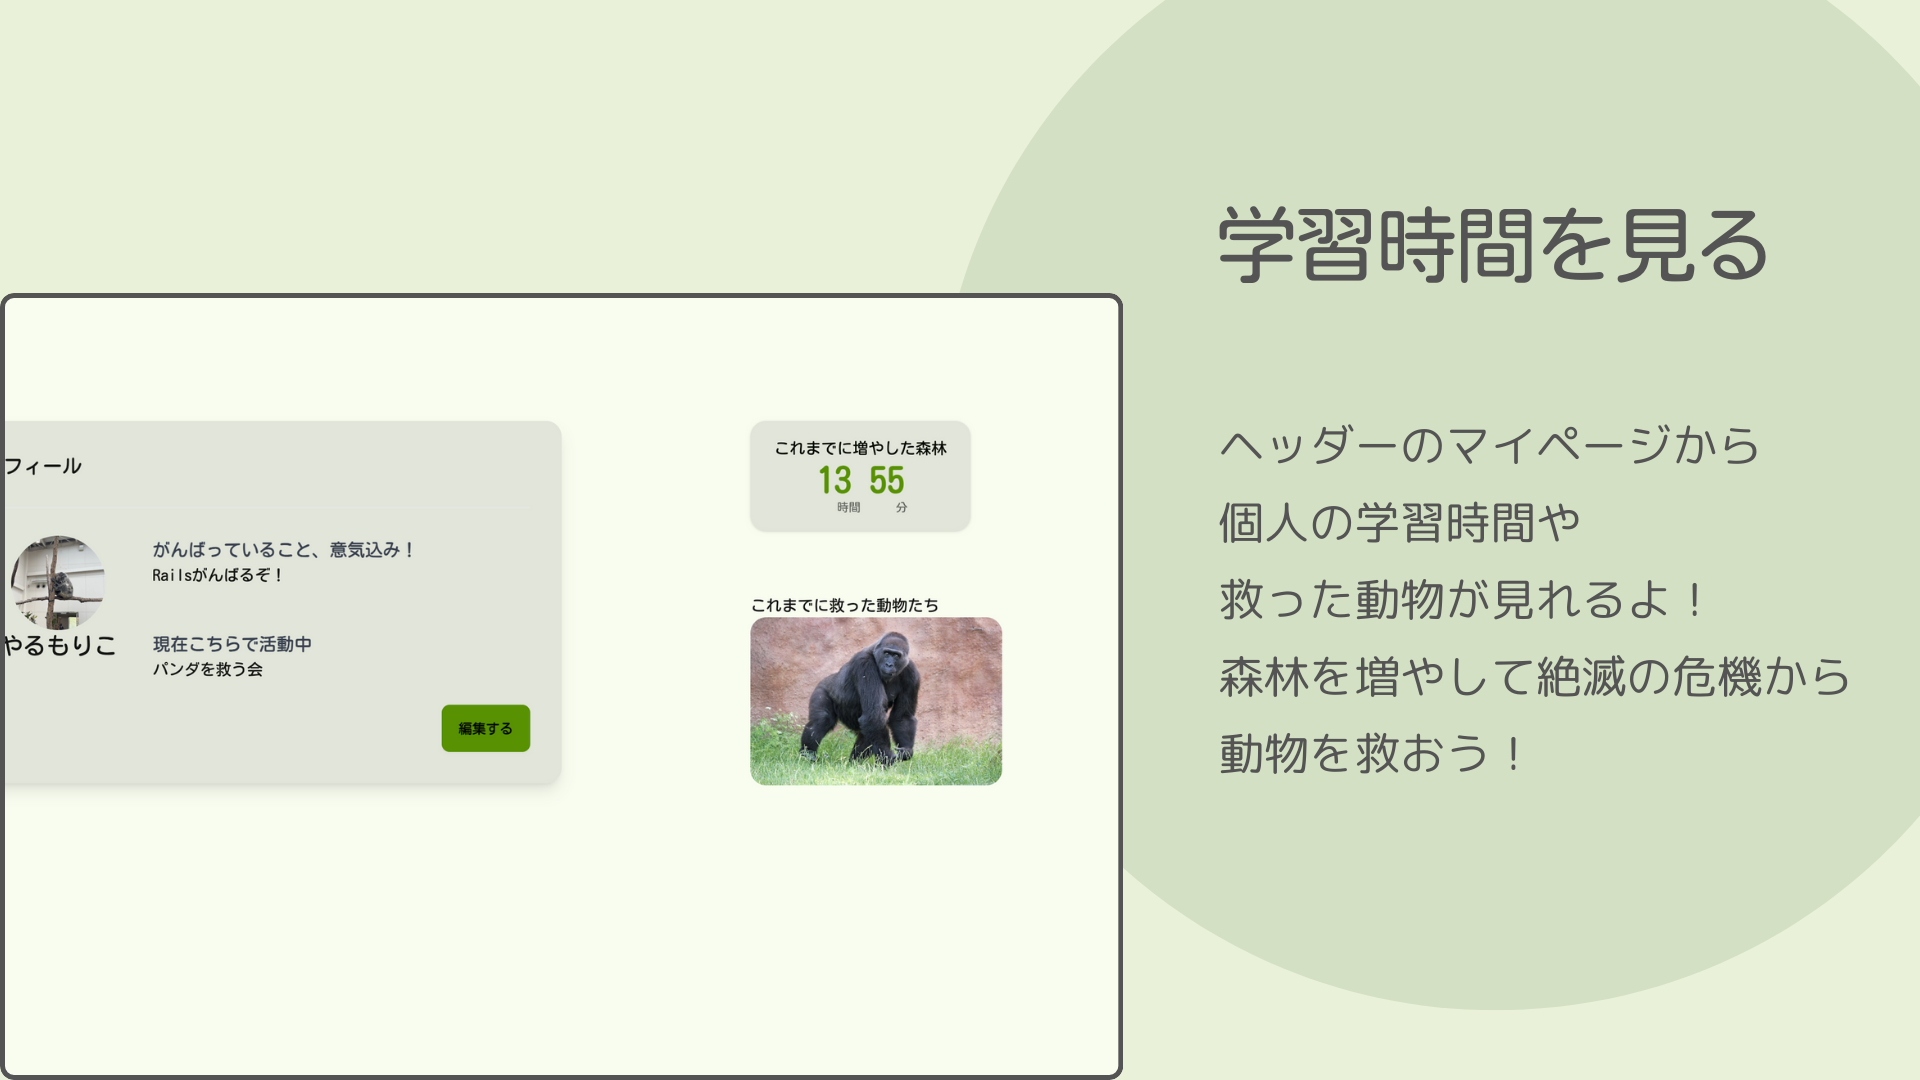 学習時間を見る
ヘッダーのマイページから
個人の学習時間や
救った動物が見れるよ！
森林を増やして絶滅の危機から
動物を救おう！
フィール
がんばっていること、意気込み！
Railsがんばるぞ！
やるもりこ
現在こちらで活動中
パンダを救う会
編集する
これまでに増やした森林
13 55
時間 分
これまでに救った動物たち